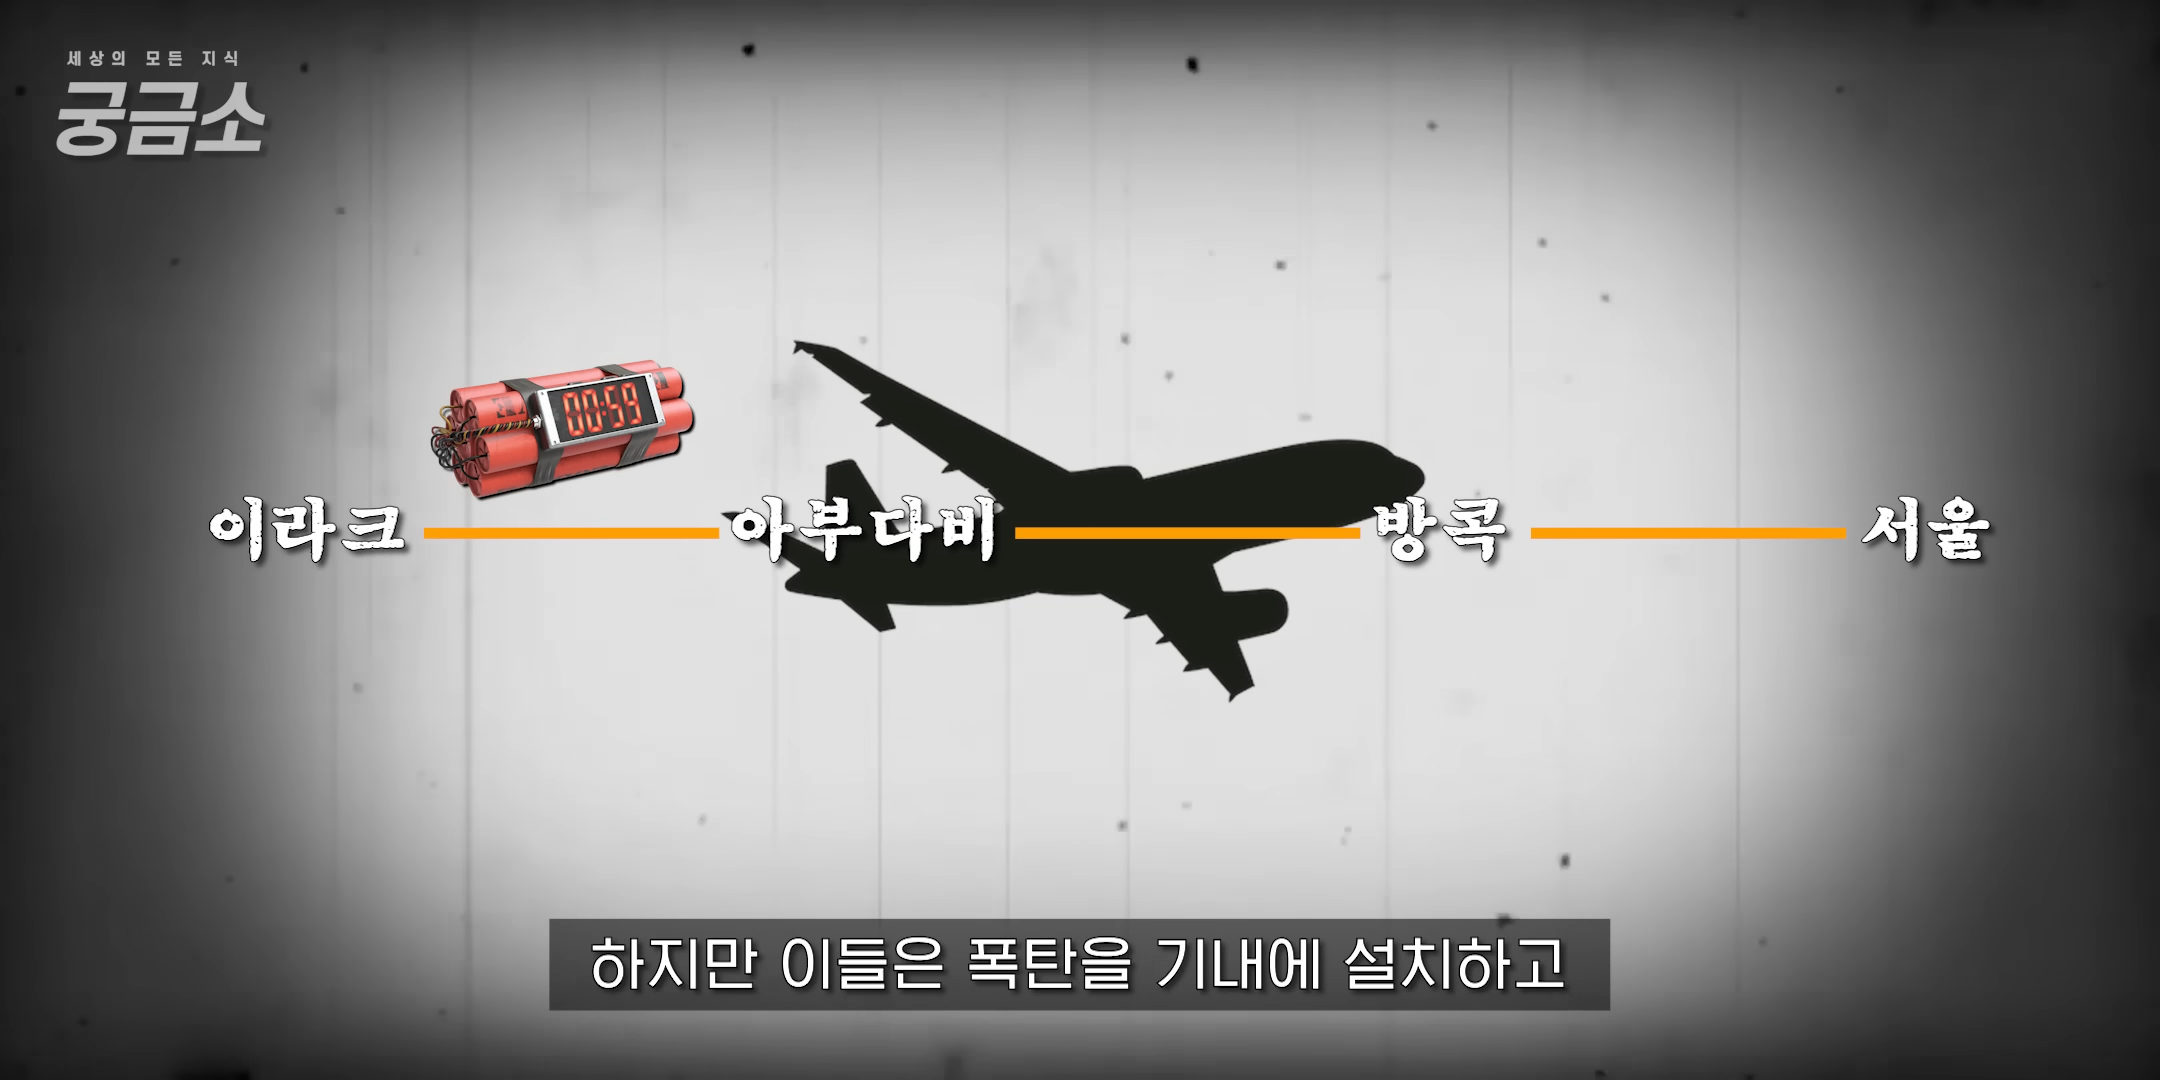 세상의 모든 지식
궁금소
00:59
이라크 아부다비 방콕 서울
하지만 이들은 폭탄을 기내에 설치하고